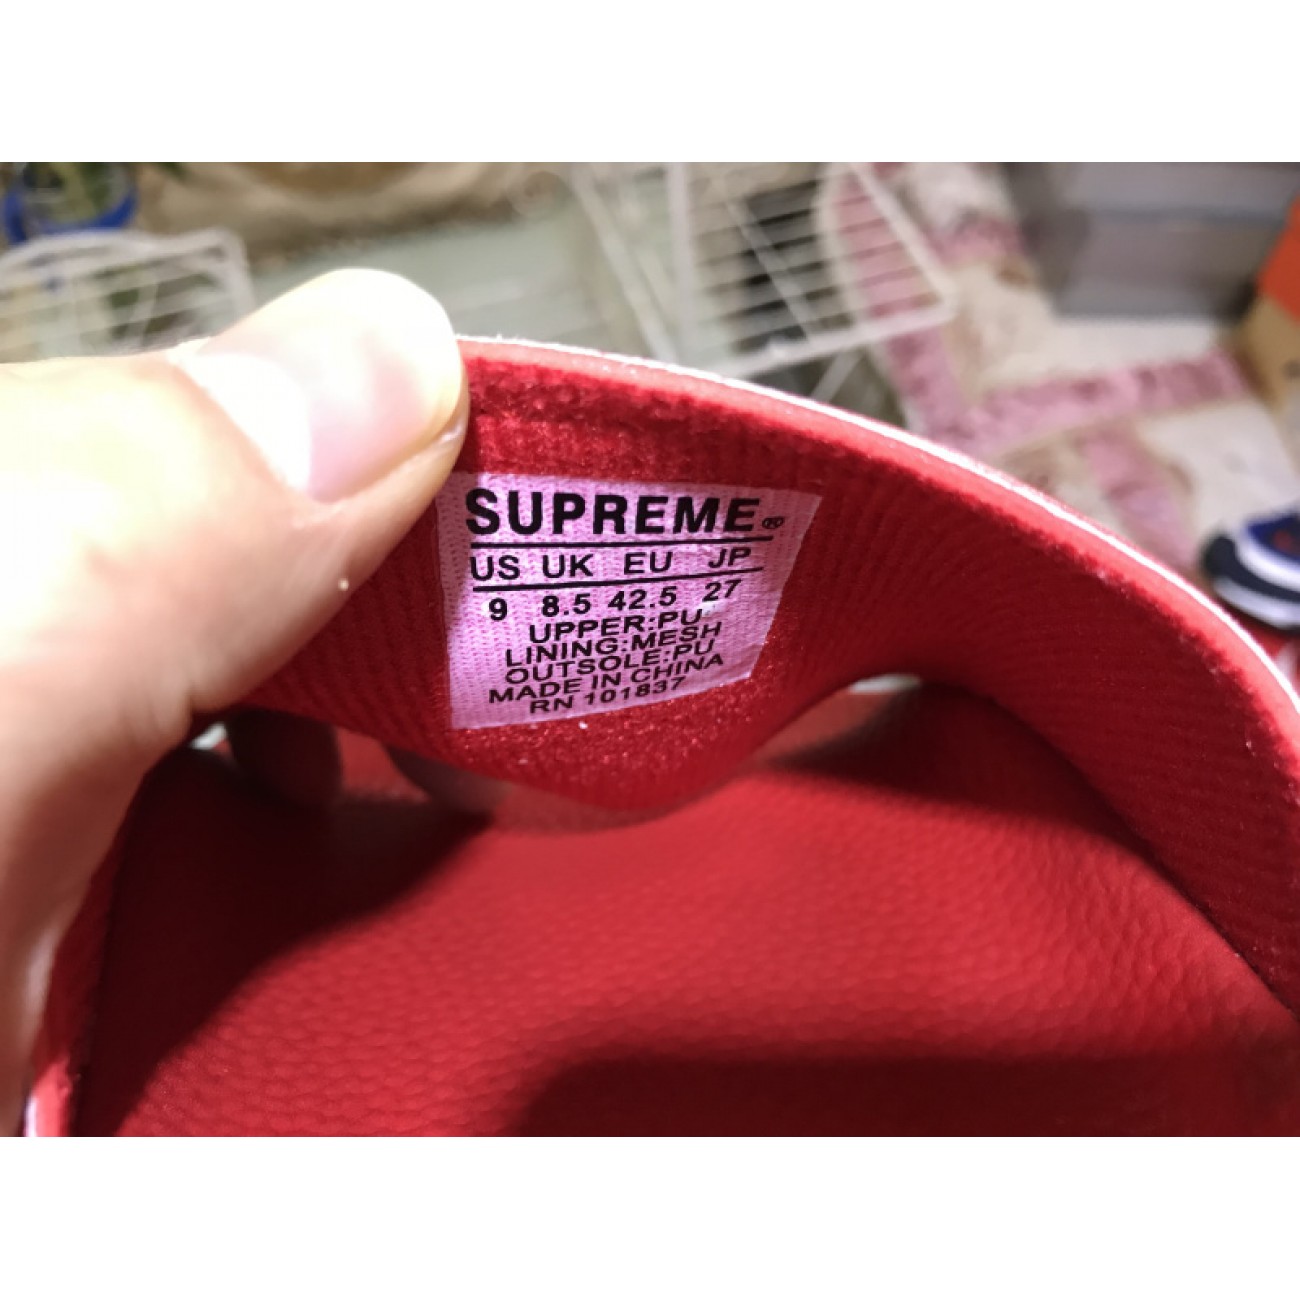 SUPREME®
US UK EU JP
9 8.5 42.5 27
UPPER:PU
LINING:MESH
OUTSOLE:PU
MADE IN CHINA
RN 101837